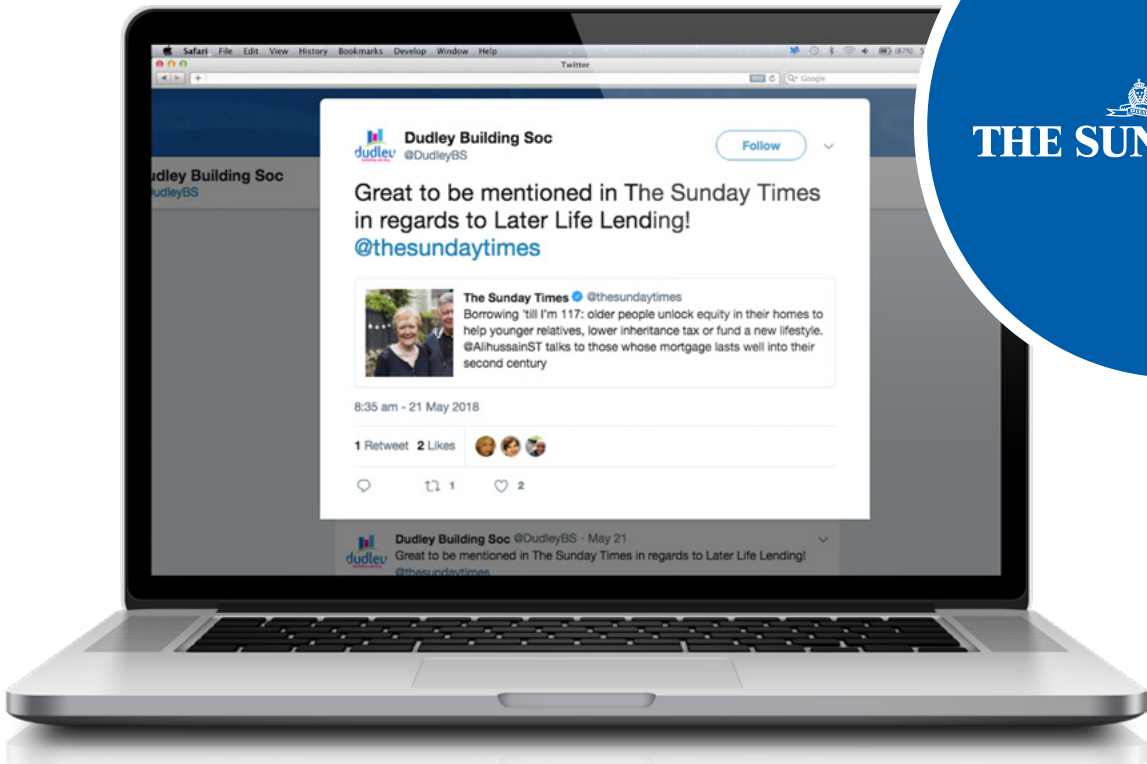 Safari File Edit View History Bookmarks Develop Window Help
Twitter
Google
THE SUN
Dudley Building Soc
@DudleyBS
Follow
dudley
Great to be mentioned in The Sunday Times
in regards to Later Life Lending!
@thesundaytimes
The Sunday Times @thesundaytimes
Borrowing 'till I'm 117: older people unlock equity in their homes to
help younger relatives, lower inheritance tax or fund a new lifestyle.
@AlihussainST talks to those whose mortgage lasts well into their
second century
8:35 am - 21 May 2018
1 Retweet 2 Likes
1 2
udley Building Soc
udleyBS
Dudley Building Soc @DudleyBS · May 21
dudley
Great to be mentioned in The Sunday Times in regards to Later Life Lending!
@thesundaytimes